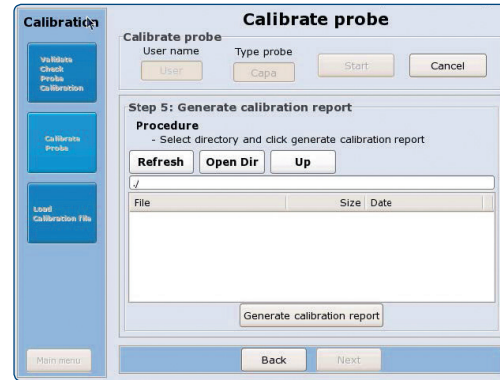 Calibration
Validate
Check
Probe
Calibration
Calibrate
Probe
Load
Calibration file
Main menu
Calibrate probe
Calibrate probe
User name Type probe
User Capa Start Cancel
Step 5: Generate calibration report
Procedure
- Select directory and click generate calibration report
Refresh Open Dir Up
./
File Size Date
Generate calibration report
Back Next